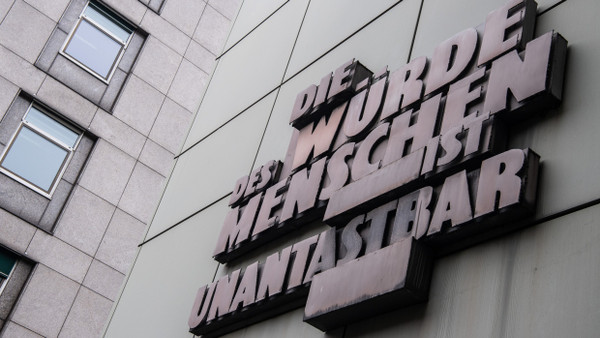 DIE
WÜRDE
DES
MENSCHEN
IST
UNANTASTBAR